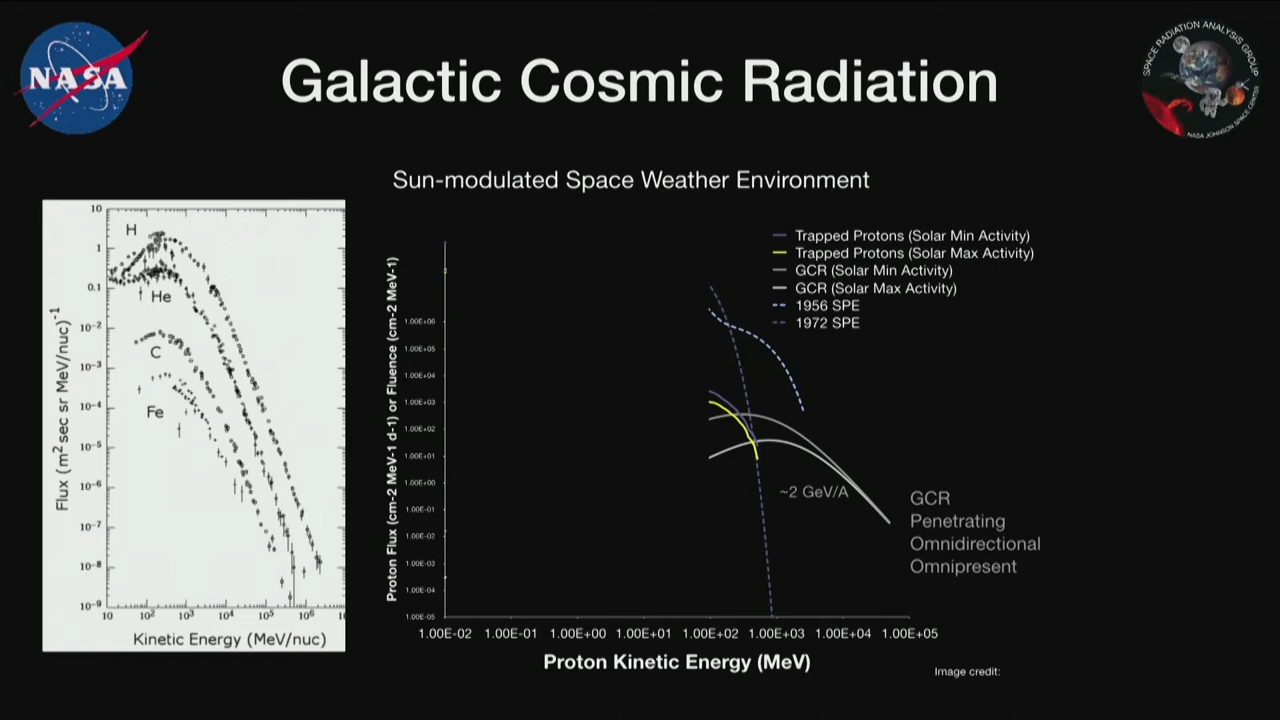 NASA
Galactic Cosmic Radiation
SPACE RADIATION ANALYSIS GROUP
NASA JOHNSON SPACE CENTER
Sun-modulated Space Weather Environment
10
1
0.1
10-2
10-3
10-4
10-5
10-6
10-7
10-8
10-9
Flux (m2 sec sr MeV/nuc)-1
H
He
C
Fe
10 102 103 104 105 106
Kinetic Energy (MeV/nuc)
Trapped Protons (Solar Min Activity)
Trapped Protons (Solar Max Activity)
GCR (Solar Min Activity)
GCR (Solar Max Activity)
1956 SPE
1972 SPE
Proton Flux (cm-2 MeV-1 d-1) or Fluence (cm-2 MeV-1)
1.00E+06
1.00E+05
1.00E+04
1.00E+03
1.00E+02
1.00E+01
1.00E+00
1.00E-01
1.00E-02
1.00E-03
1.00E-04
1.00E-05
~2 GeV/A
GCR
Penetrating
Omnidirectional
Omnipresent
1.00E-02 1.00E-01 1.00E+00 1.00E+01 1.00E+02 1.00E+03 1.00E+04 1.00E+05
Proton Kinetic Energy (MeV)
Image credit: